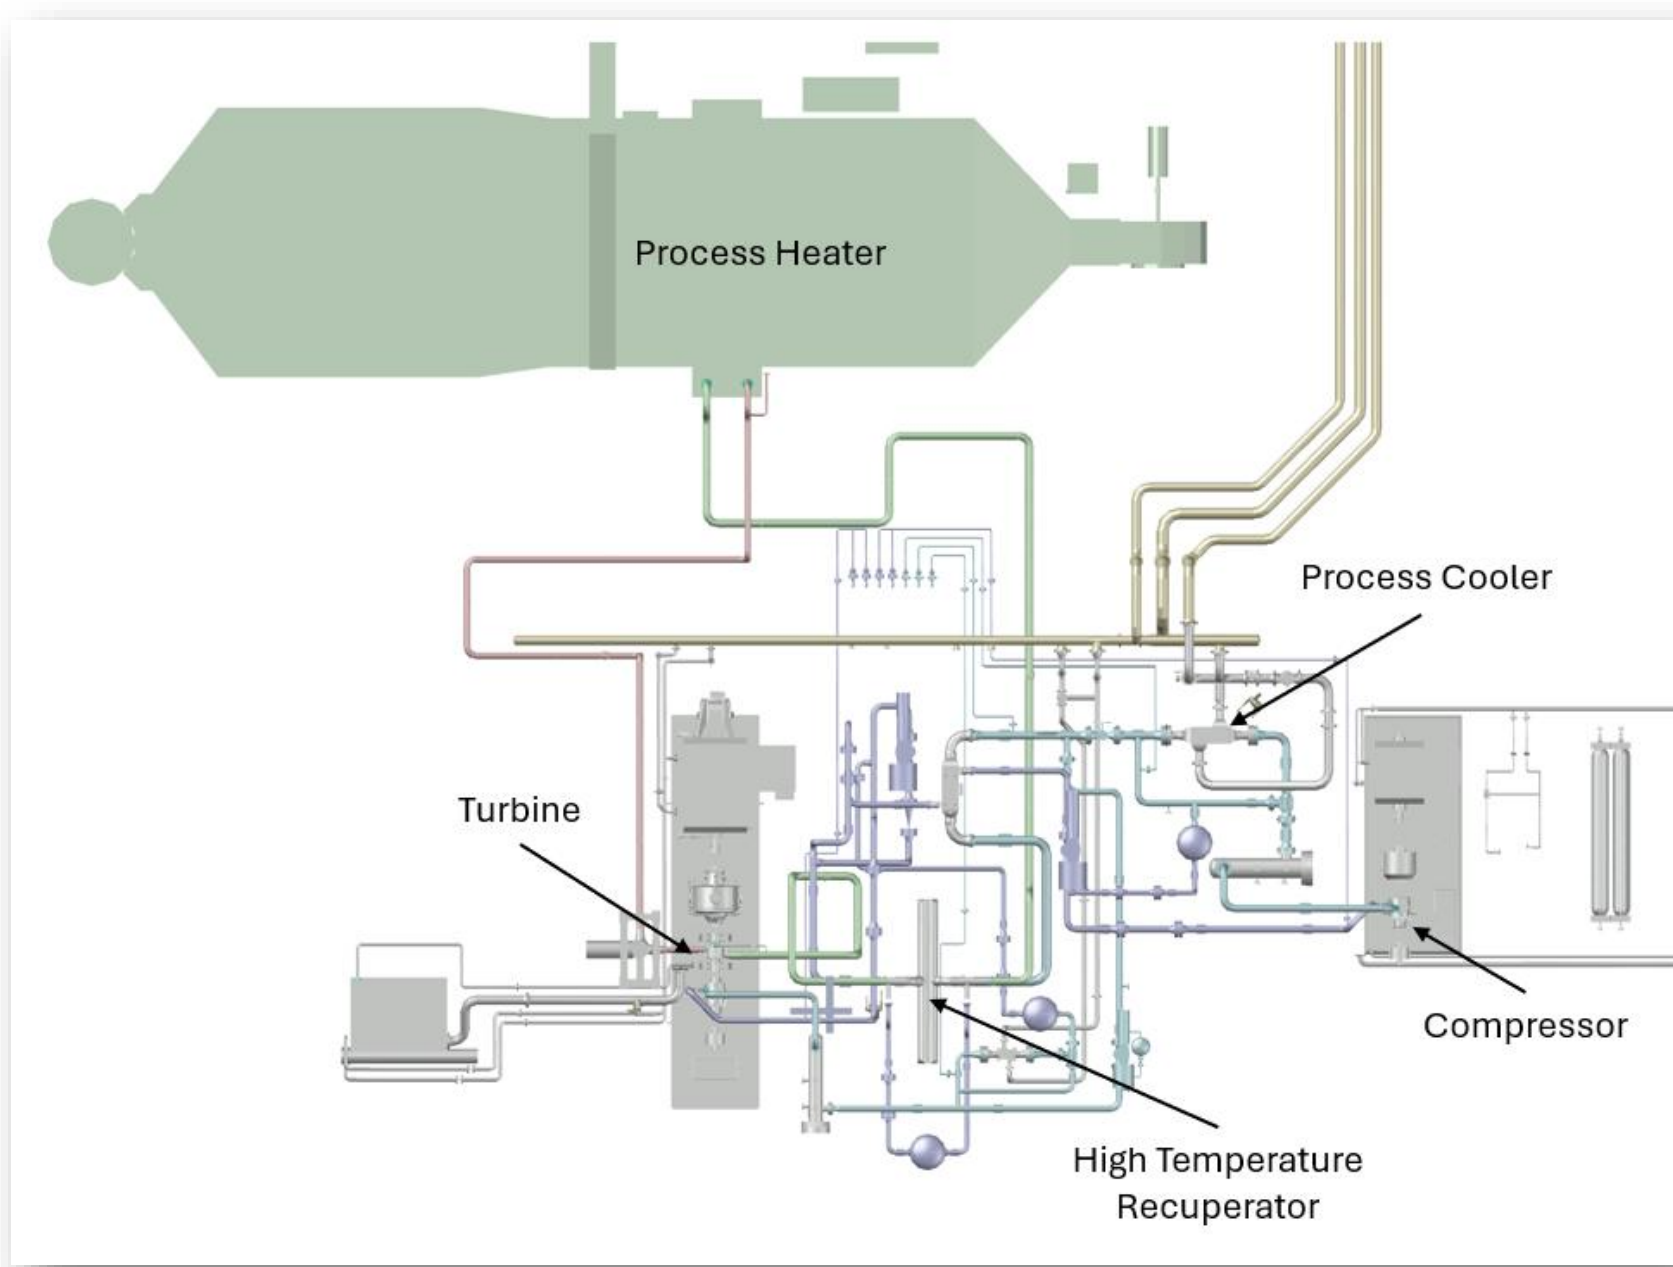 Process Heater
Process Cooler
Turbine
Compressor
High Temperature
Recuperator